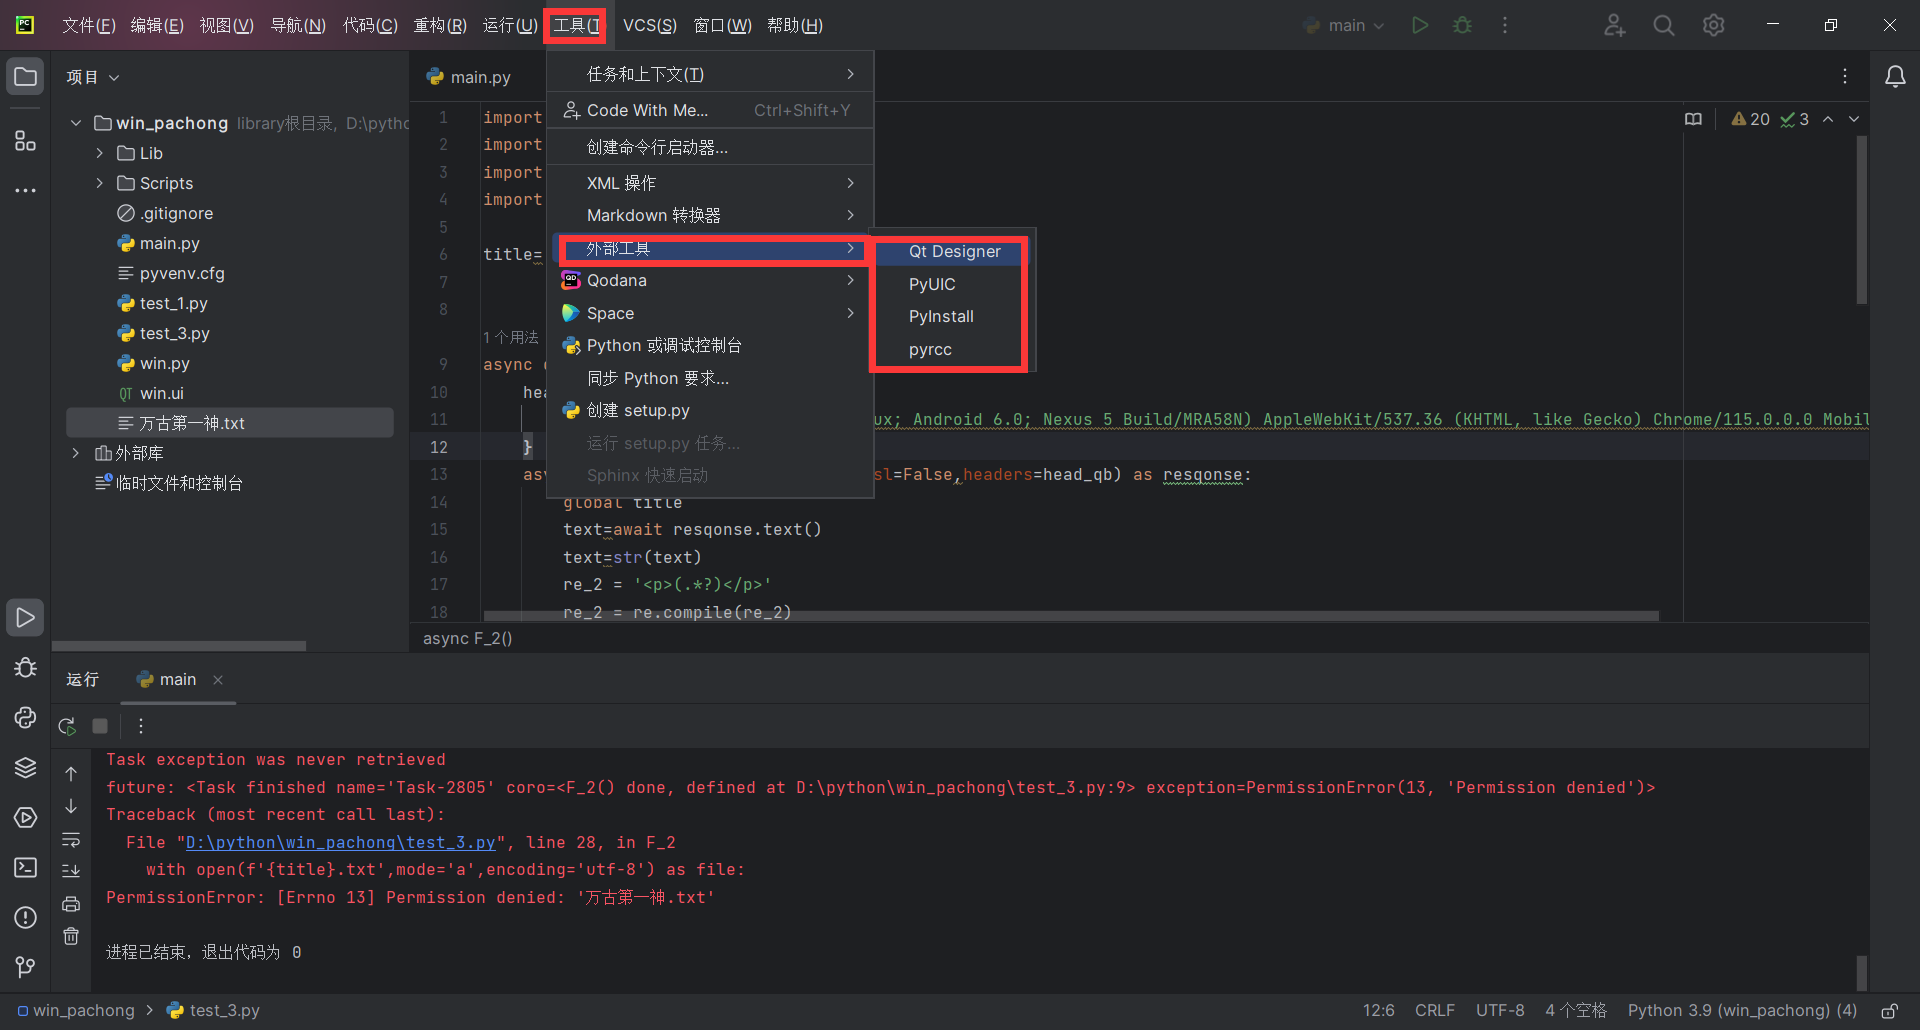 文件(F) 编辑(E) 视图(V) 导航(N) 代码(C) 重构(R) 运行(U) 工具(T) VCS(S) 窗口(W) 帮助(H)
main
项目
main.py
win_pachong library根目录, D:\pytho
Lib
Scripts
.gitignore
main.py
pyvenv.cfg
test_1.py
test_3.py
win.py
win.ui
万古第一神.txt
外部库
临时文件和控制台
任务和上下文(T)
Code With Me... Ctrl+Shift+Y
创建命令行启动器...
XML 操作
Markdown 转换器
外部工具
Qodana
Space
Python 或调试控制台
同步 Python 要求...
创建 setup.py
运行 setup.py 任务...
Sphinx 快速启动
Qt Designer
PyUIC
PyInstall
pyrcc
20 3
1 import
2 import
3 import
4 import
5
6 title=
7
8
1 个用法
9 async
10 hea
11 ux; Android 6.0; Nexus 5 Build/MRA58N) AppleWebKit/537.36 (KHTML, like Gecko) Chrome/115.0.0.0 Mobil
12 }
13 asy sl=False,headers=head_qb) as resqonse:
14 global title
15 text=await resqonse.text()
16 text=str(text)
17 re_2 = '<p>(.*?)</p>'
18 re_2 = re.compile(re_2)
async F_2()
运行 main
Task exception was never retrieved
future: <Task finished name='Task-2805' coro=<F_2() done, defined at D:\python\win_pachong\test_3.py:9> exception=PermissionError(13, 'Permission denied')>
Traceback (most recent call last):
File "D:\python\win_pachong\test_3.py", line 28, in F_2
with open(f'{title}.txt',mode='a',encoding='utf-8') as file:
PermissionError: [Errno 13] Permission denied: '万古第一神.txt'
进程已结束，退出代码为 0
win_pachong test_3.py
12:6 CRLF UTF-8 4 个空格 Python 3.9 (win_pachong) (4)